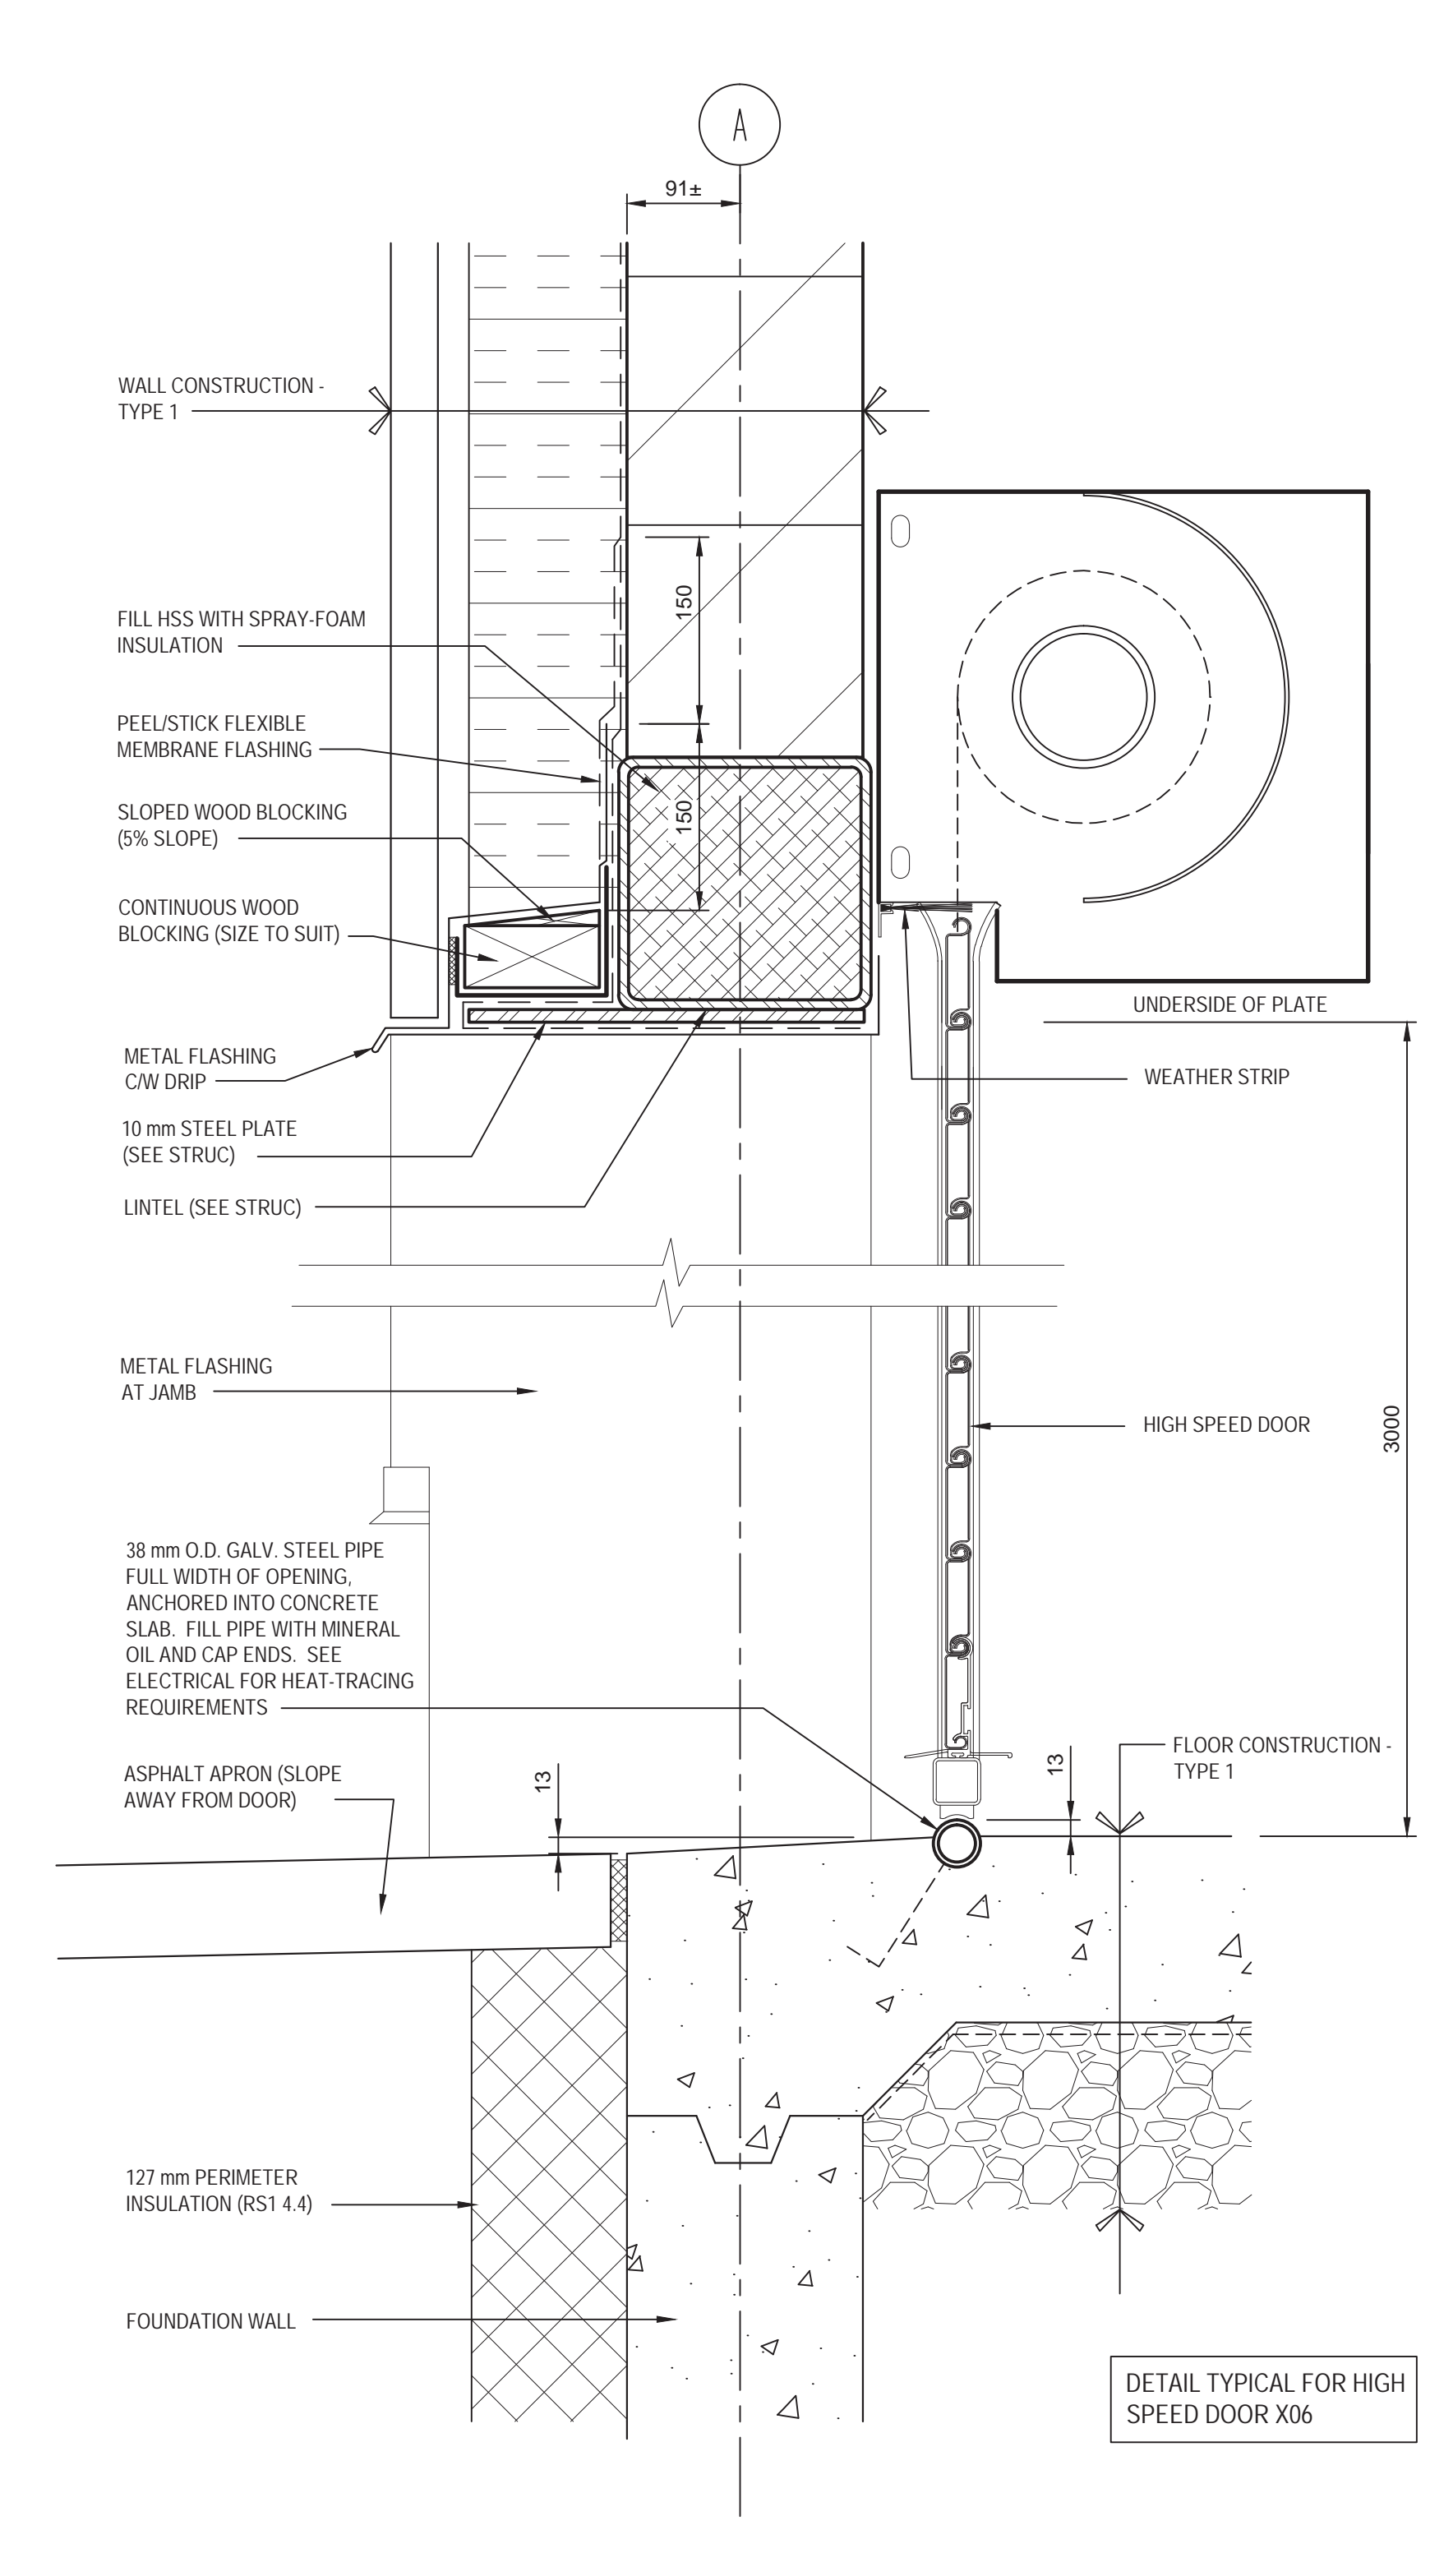 A
91±
WALL CONSTRUCTION -
TYPE 1
150
FILL HSS WITH SPRAY-FOAM
INSULATION
PEEL/STICK FLEXIBLE
MEMBRANE FLASHING
150
SLOPED WOOD BLOCKING
(5% SLOPE)
CONTINUOUS WOOD
BLOCKING (SIZE TO SUIT)
UNDERSIDE OF PLATE
METAL FLASHING
C/W DRIP
WEATHER STRIP
10 mm STEEL PLATE
(SEE STRUC)
LINTEL (SEE STRUC)
METAL FLASHING
AT JAMB
HIGH SPEED DOOR
3000
38 mm O.D. GALV. STEEL PIPE
FULL WIDTH OF OPENING,
ANCHORED INTO CONCRETE
SLAB. FILL PIPE WITH MINERAL
OIL AND CAP ENDS. SEE
ELECTRICAL FOR HEAT-TRACING
REQUIREMENTS
FLOOR CONSTRUCTION -
TYPE 1
13
13
ASPHALT APRON (SLOPE
AWAY FROM DOOR)
127 mm PERIMETER
INSULATION (RS1 4.4)
FOUNDATION WALL
DETAIL TYPICAL FOR HIGH
SPEED DOOR X06